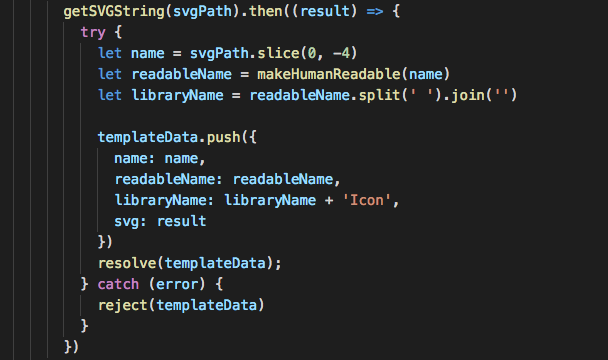 getSVGString(svgPath).then((result) => {
try {
let name = svgPath.slice(0, -4)
let readableName = makeHumanReadable(name)
let libraryName = readableName.split(' ').join('')
templateData.push({
name: name,
readableName: readableName,
libraryName: libraryName + 'Icon',
svg: result
})
resolve(templateData);
} catch (error) {
reject(templateData)
}
})